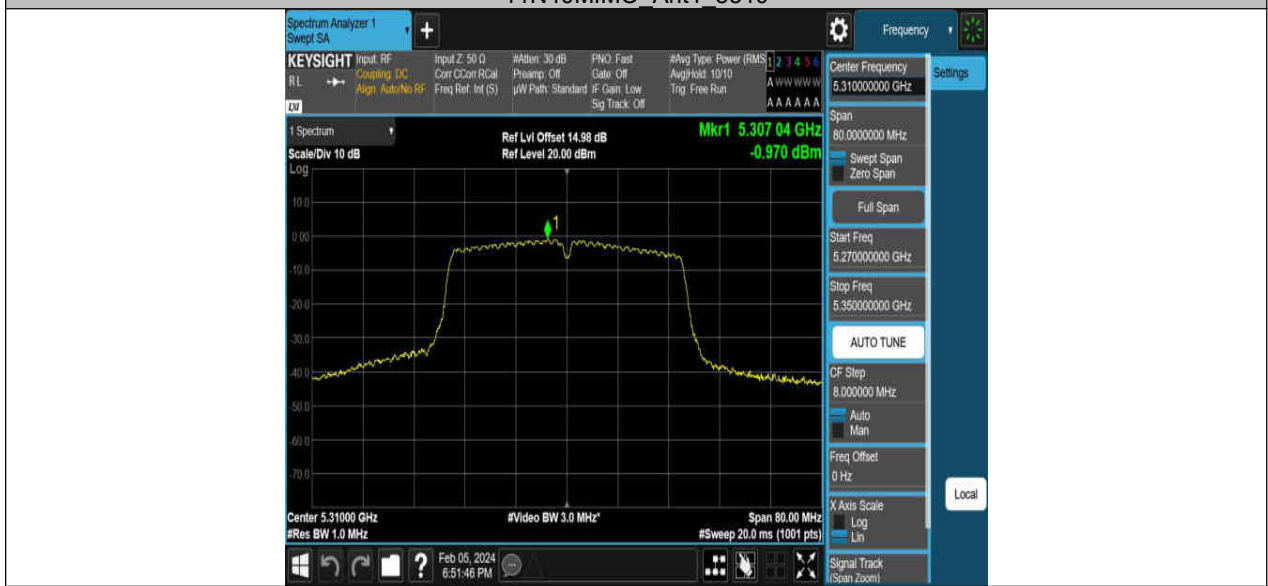 11N40MIMO_Ant1_5310
Spectrum Analyzer 1
Swept SA
Frequency
KEYSIGHT
RL
LXI
Input: RF
Coupling: DC
Align: Auto/No RF
Input Z: 50 Ω
Corr CCorr RCal
Freq Ref: Int (S)
#Atten: 30 dB
Preamp: Off
µW Path: Standard
PNO: Fast
Gate: Off
IF Gain: Low
Sig Track: Off
#Avg Type: Power (RMS
Avg|Hold: 10/10
Trig: Free Run
1 2 3 4 5 6
A W W W W W
A A A A A A
1 Spectrum
Scale/Div 10 dB
Log
Ref Lvl Offset 14.98 dB
Ref Level 20.00 dBm
Mkr1 5.307 04 GHz
-0.970 dBm
10.0
0.00
-10.0
-20.0
-30.0
-40.0
-50.0
-60.0
-70.0
1
Center 5.31000 GHz
#Res BW 1.0 MHz
#Video BW 3.0 MHz*
Span 80.00 MHz
#Sweep 20.0 ms (1001 pts)
Feb 05, 2024
6:51:46 PM
Center Frequency
5.310000000 GHz
Settings
Span
80.0000000 MHz
Swept Span
Zero Span
Full Span
Start Freq
5.270000000 GHz
Stop Freq
5.350000000 GHz
AUTO TUNE
CF Step
8.000000 MHz
Auto
Man
Freq Offset
0 Hz
X Axis Scale
Log
Lin
Local
Signal Track
(Span Zoom)